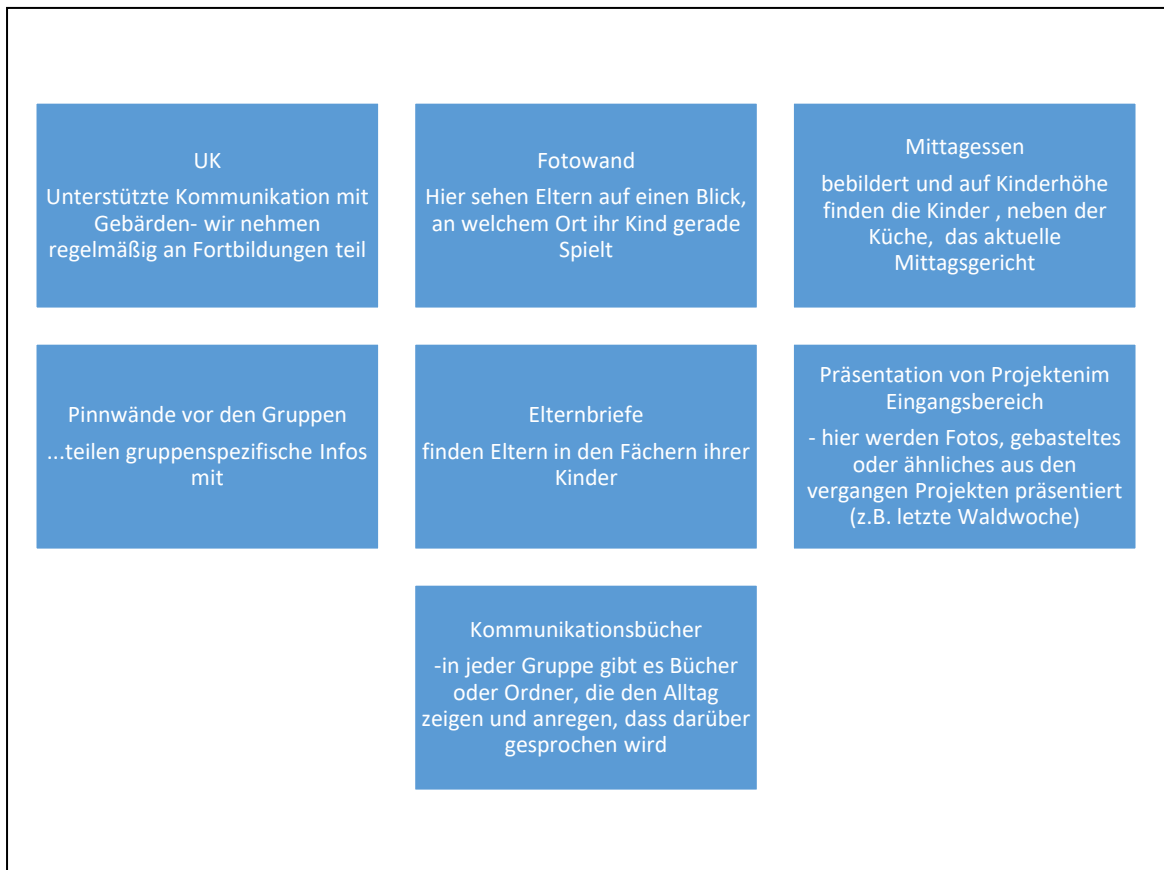 UK
Unterstützte Kommunikation mit
Gebärden- wir nehmen
regelmäßig an Fortbildungen teil
Fotowand
Hier sehen Eltern auf einen Blick,
an welchem Ort ihr Kind gerade
Spielt
Mittagessen
bebildert und auf Kinderhöhe
finden die Kinder , neben der
Küche,  das aktuelle
Mittagsgericht
Pinnwände vor den Gruppen
...teilen gruppenspezifische Infos
mit
Elternbriefe
finden Eltern in den Fächern ihrer
Kinder
Präsentation von Projektenim
Eingangsbereich
- hier werden Fotos, gebasteltes
oder ähnliches aus den
vergangen Projekten präsentiert
(z.B. letzte Waldwoche)
Kommunikationsbücher
-in jeder Gruppe gibt es Bücher
oder Ordner, die den Alltag
zeigen und anregen, dass darüber
gesprochen wird